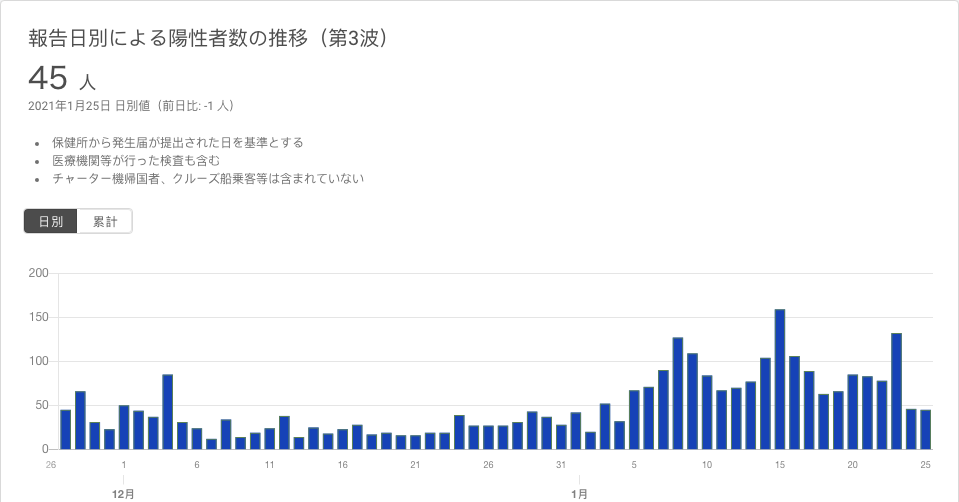 報告日別による陽性者数の推移（第3波）
45 人
2021年1月25日 日別値（前日比: -1 人）
• 保健所から発生届が提出された日を基準とする
• 医療機関等が行った検査も含む
• チャーター機帰国者、クルーズ船乗客等は含まれていない
日別 累計
200
150
100
50
0
26 1 6 11 16 21 26 31 5 10 15 20 25
12月 1月